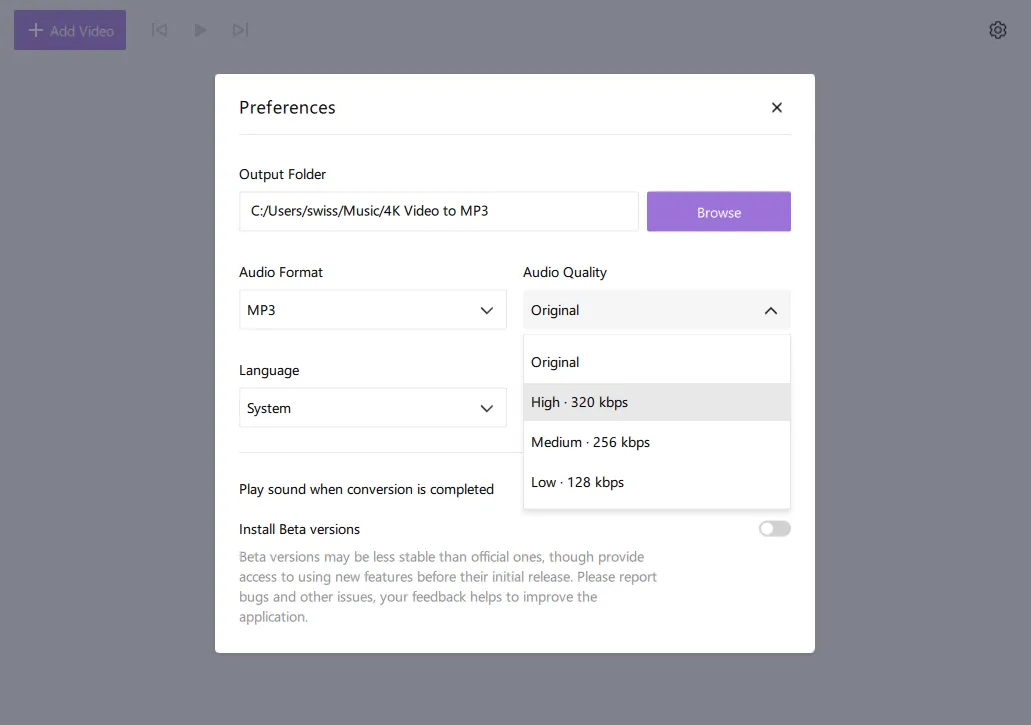 Add Video
Preferences
Output Folder
C:/Users/swiss/Music/4K Video to MP3
Browse
Audio Format
Audio Quality
MP3
Original
Original
High · 320 kbps
Medium · 256 kbps
Low · 128 kbps
Language
System
Play sound when conversion is completed
Install Beta versions
Beta versions may be less stable than official ones, though provide
access to using new features before their initial release. Please report
bugs and other issues, your feedback helps to improve the
application.